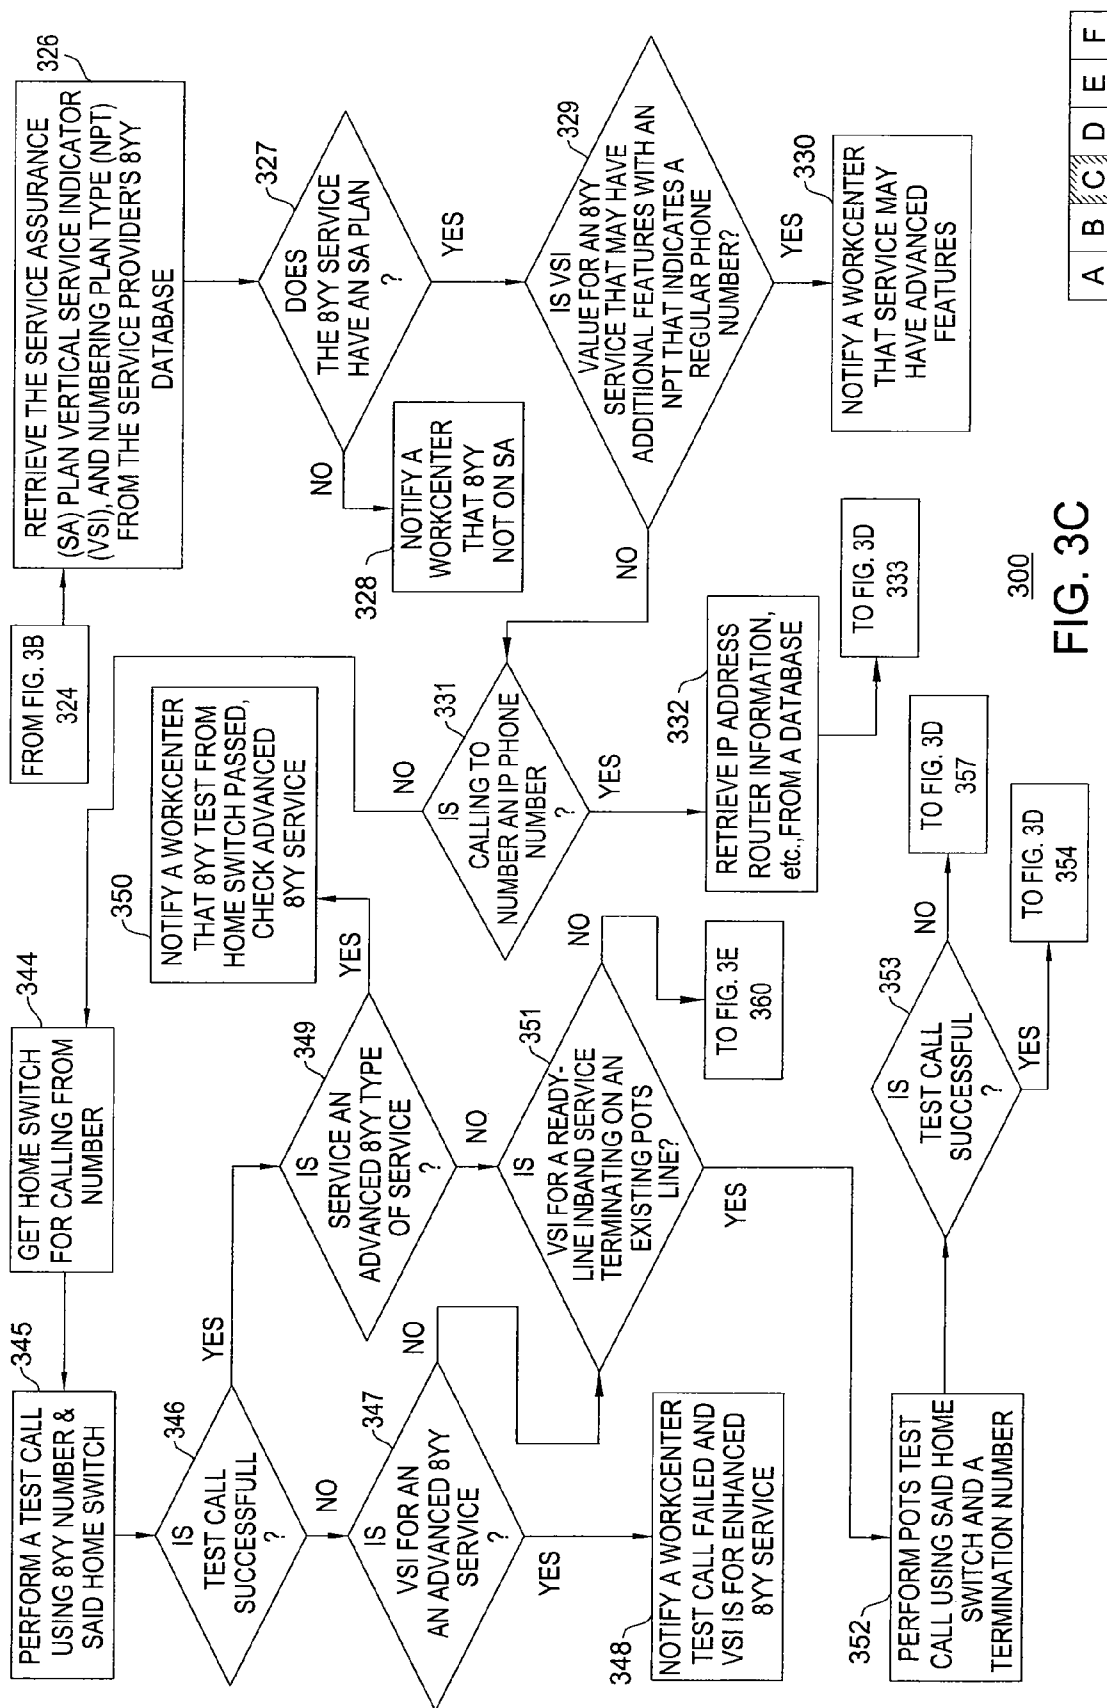 FROM FIG. 3B
324
326
RETRIEVE THE SERVICE ASSURANCE
(SA) PLAN VERTICAL SERVICE INDICATOR
(VSI), AND NUMBERING PLAN TYPE (NPT)
FROM THE SERVICE PROVIDER'S 8YY
DATABASE
327
DOES
THE 8YY SERVICE
HAVE AN SA PLAN
?
NO
YES
328
NOTIFY A
WORKCENTER
THAT 8YY
NOT ON SA
329
IS VSI
VALUE FOR AN 8YY
SERVICE THAT MAY HAVE
ADDITIIONAL FEATURES WITH AN
NPT THAT INDICATES A
REGULAR PHONE
NUMBER?
NO
YES
330
NOTIFY A WORKCENTER
THAT SERVICE MAY
HAVE ADVANCED
FEATURES
331
IS
CALLING TO
NUMBER AN IP PHONE
NUMBER
?
NO
YES
332
RETRIEVE IP ADDRESS
ROUTER INFORMATION,
etc.,FROM A DATABASE
TO FIG. 3D
333
344
GET HOME SWITCH
FOR CALLING FROM
NUMBER
345
PERFORM A TEST CALL
USING 8YY NUMBER &
SAID HOME SWITCH
346
IS
TEST CALL
SUCCESSFULL
?
YES
NO
347
IS
VSI FOR AN
AN ADVANCED 8YY
SERVICE
?
NO
YES
348
NOTIFY A WORKCENTER
TEST CALL FAILED AND
VSI IS FOR ENHANCED
8YY SERVICE
349
IS
SERVICE AN
ADVANCED 8YY TYPE
OF SERVICE
?
YES
NO
350
NOTIFY A WORKCENTER
THAT 8YY TEST FROM
HOME SWITCH PASSED,
CHECK ADVANCED
8YY SERVICE
351
IS
VSI FOR A READY-
LINE INBAND SERVICE
TERMINATING ON AN
EXISTING POTS
LINE?
NO
YES
TO FIG. 3E
360
352
PERFORM POTS TEST
CALL USING SAID HOME
SWITCH AND A
TERMINATION NUMBER
353
IS
TEST CALL
SUCCESSFUL
?
NO
YES
TO FIG. 3D
357
TO FIG. 3D
354
300
FIG. 3C
A B C D E F